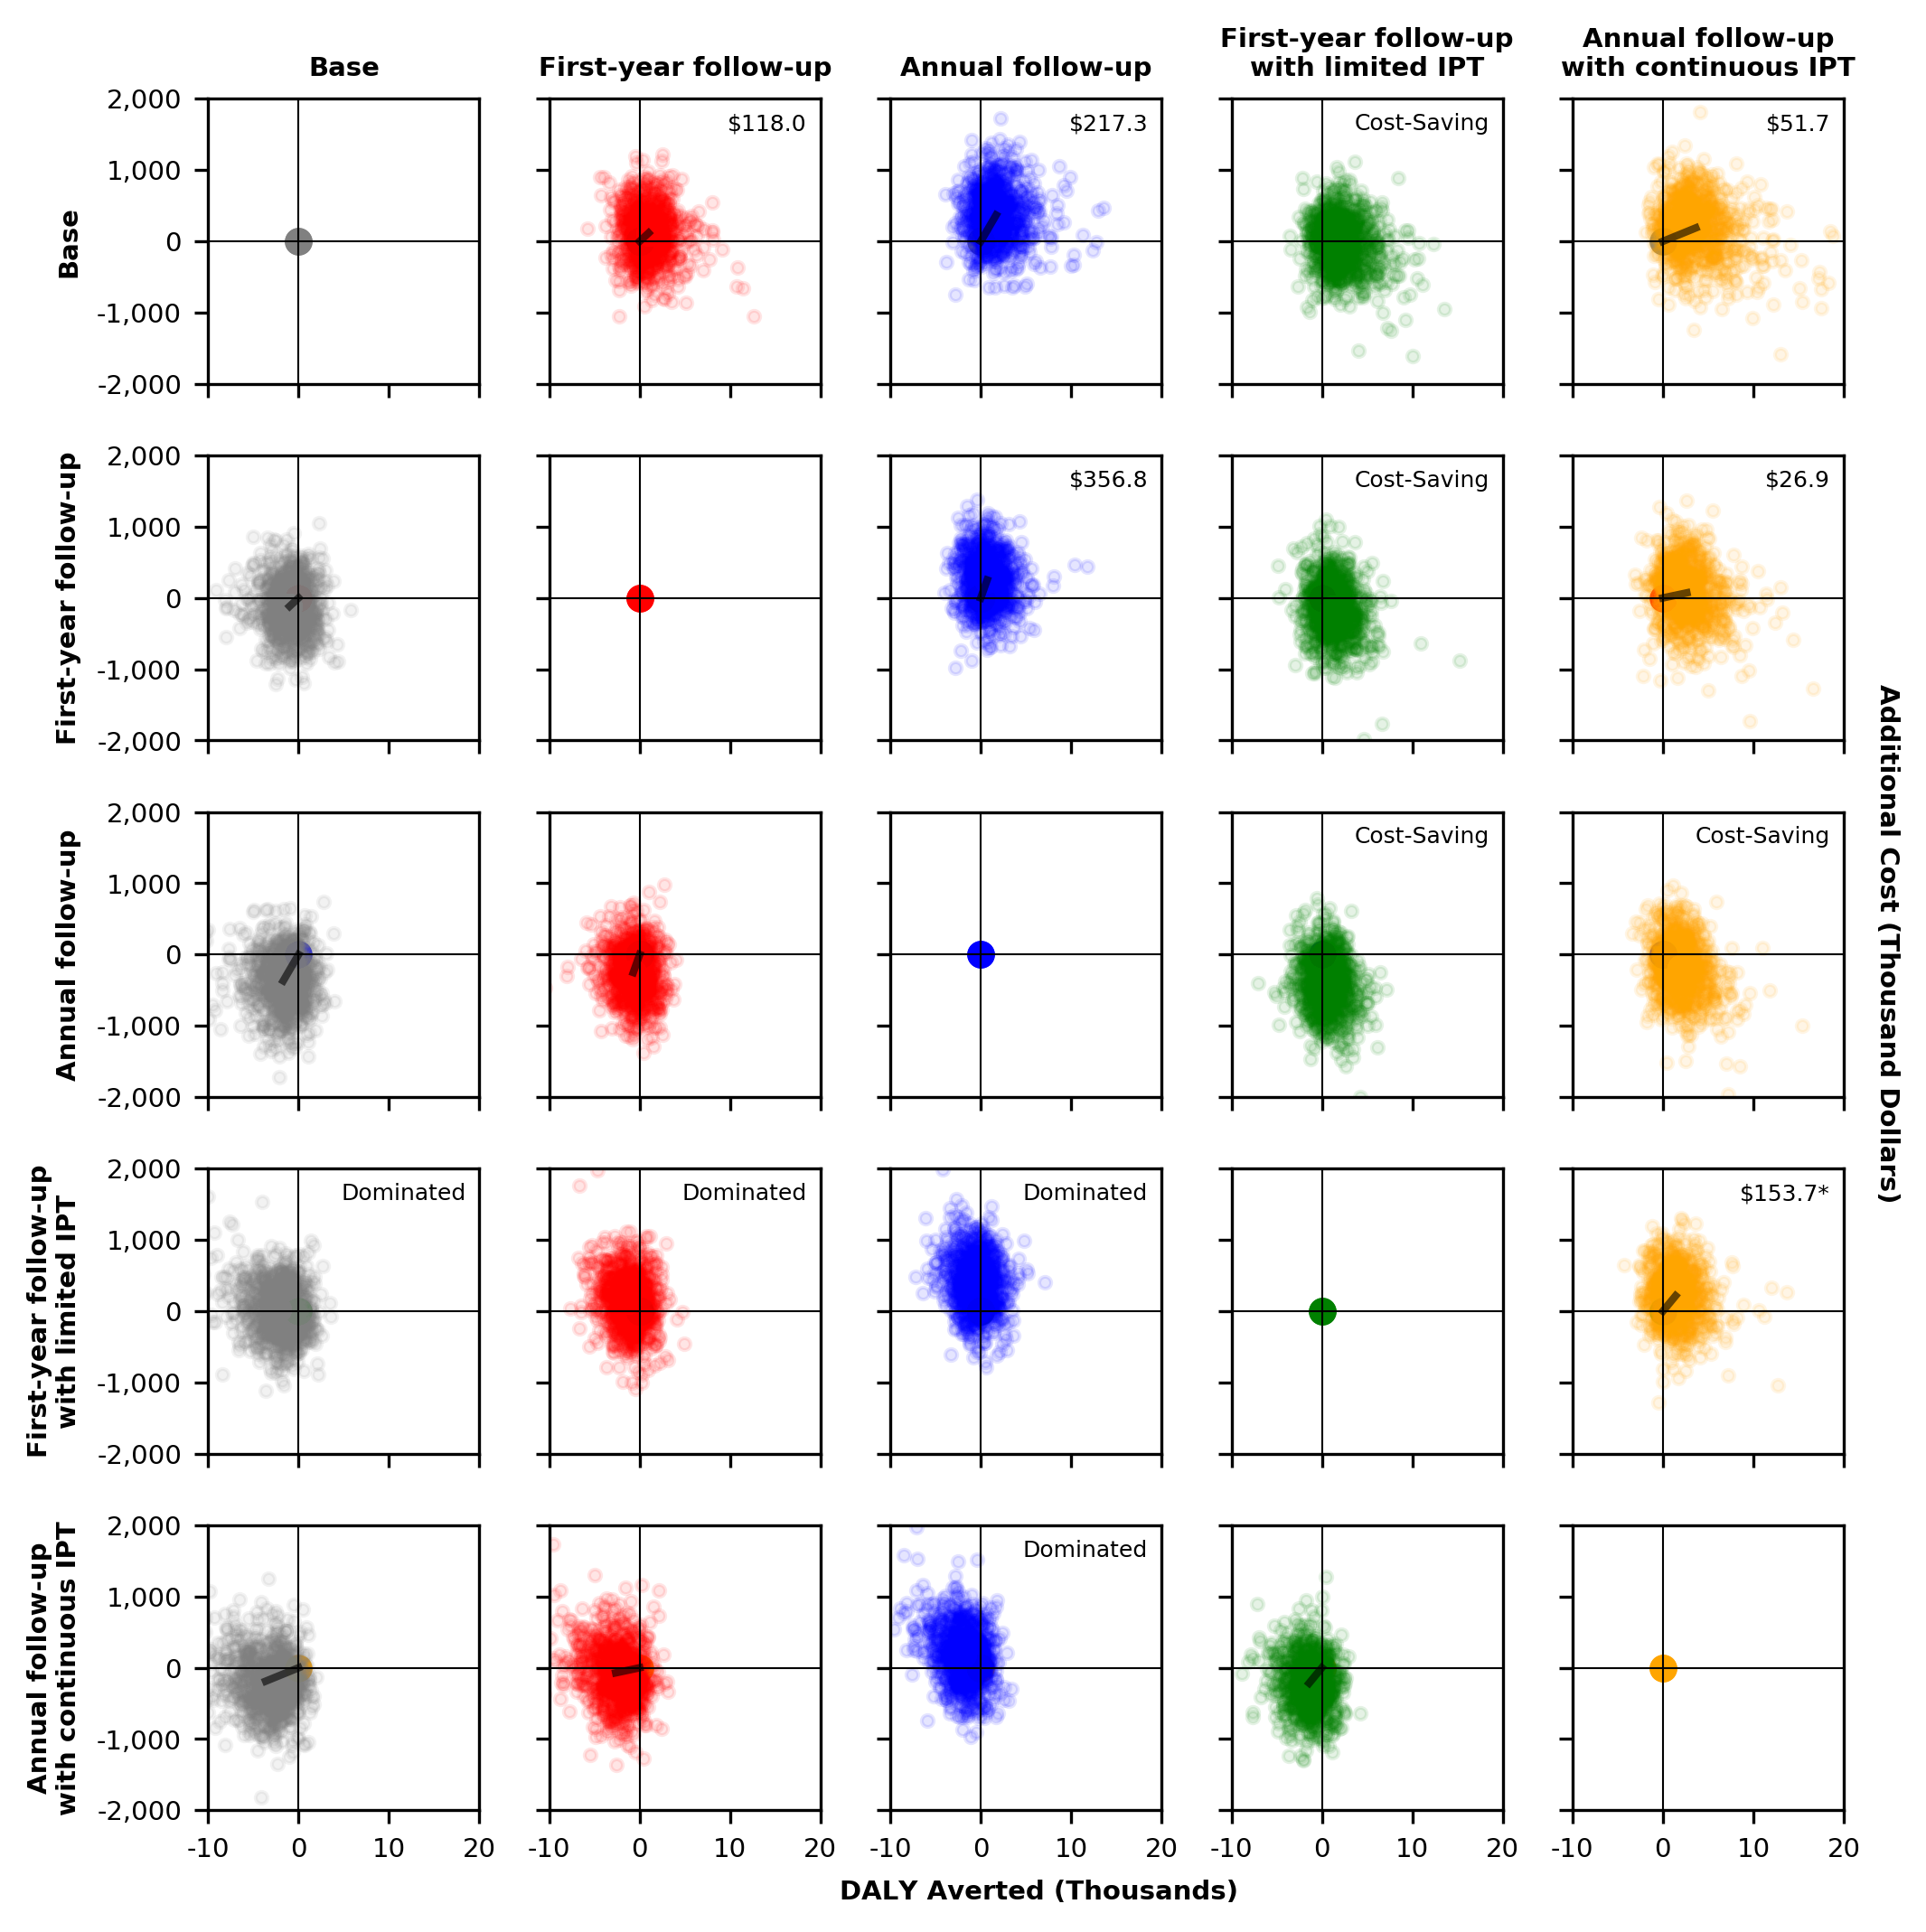 Base
First-year follow-up
Annual follow-up
First-year follow-up
with limited IPT
Annual follow-up
with continuous IPT
Base
2,000
1,000
0
-1,000
-2,000
$118.0
$217.3
Cost-Saving
$51.7
First-year follow-up
2,000
1,000
0
-1,000
-2,000
$356.8
Cost-Saving
$26.9
Annual follow-up
2,000
1,000
0
-1,000
-2,000
Cost-Saving
Cost-Saving
First-year follow-up
with limited IPT
2,000
1,000
0
-1,000
-2,000
Dominated
Dominated
Dominated
$153.7*
Annual follow-up
with continuous IPT
2,000
1,000
0
-1,000
-2,000
Dominated
-10 0 10 20
-10 0 10 20
-10 0 10 20
-10 0 10 20
-10 0 10 20
DALY Averted (Thousands)
Additional Cost (Thousand Dollars)